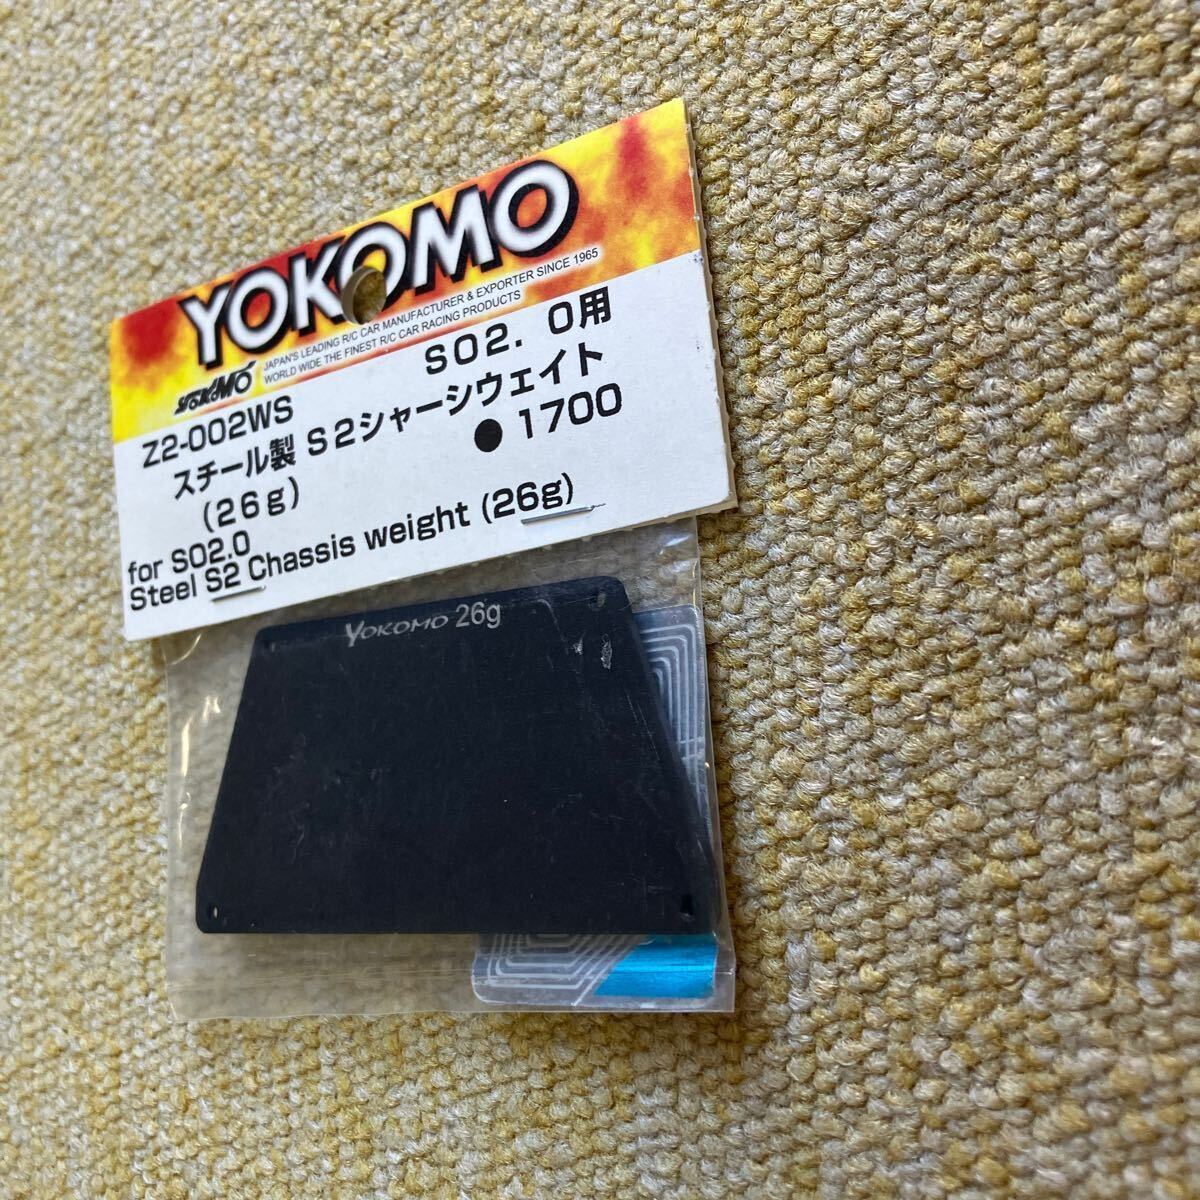 YOKOMO
YOKOMO
JAPAN'S LEADING R/C CAR MANUFACTURER & EXPORTER SINCE 1965
WORLD WIDE THE FINEST R/C CAR RACING PRODUCTS
Z2-002WS
SO2.0用
スチール製 S2シャーシウェイト
(26g)
●1700
for SO2.0
Steel S2 Chassis weight (26g)
YOKOMO 26g